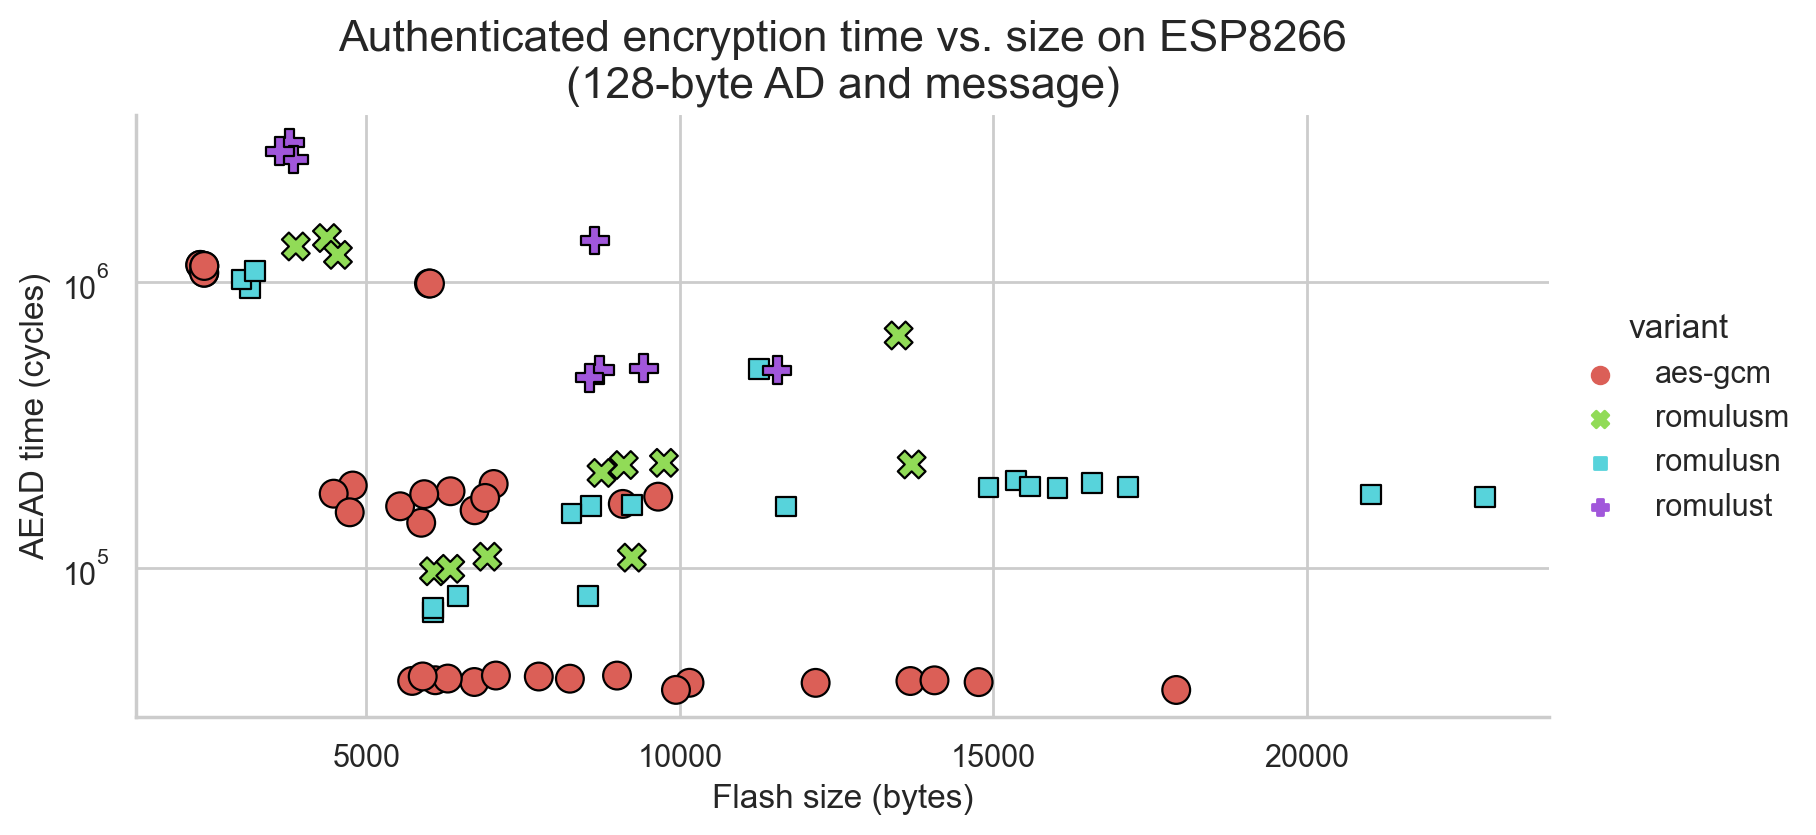 Authenticated encryption time vs. size on ESP8266
(128-byte AD and message)
AEAD time (cycles)
10^6
10^5
5000 10000 15000 20000
Flash size (bytes)
variant
aes-gcm
romulusm
romulusn
romulust